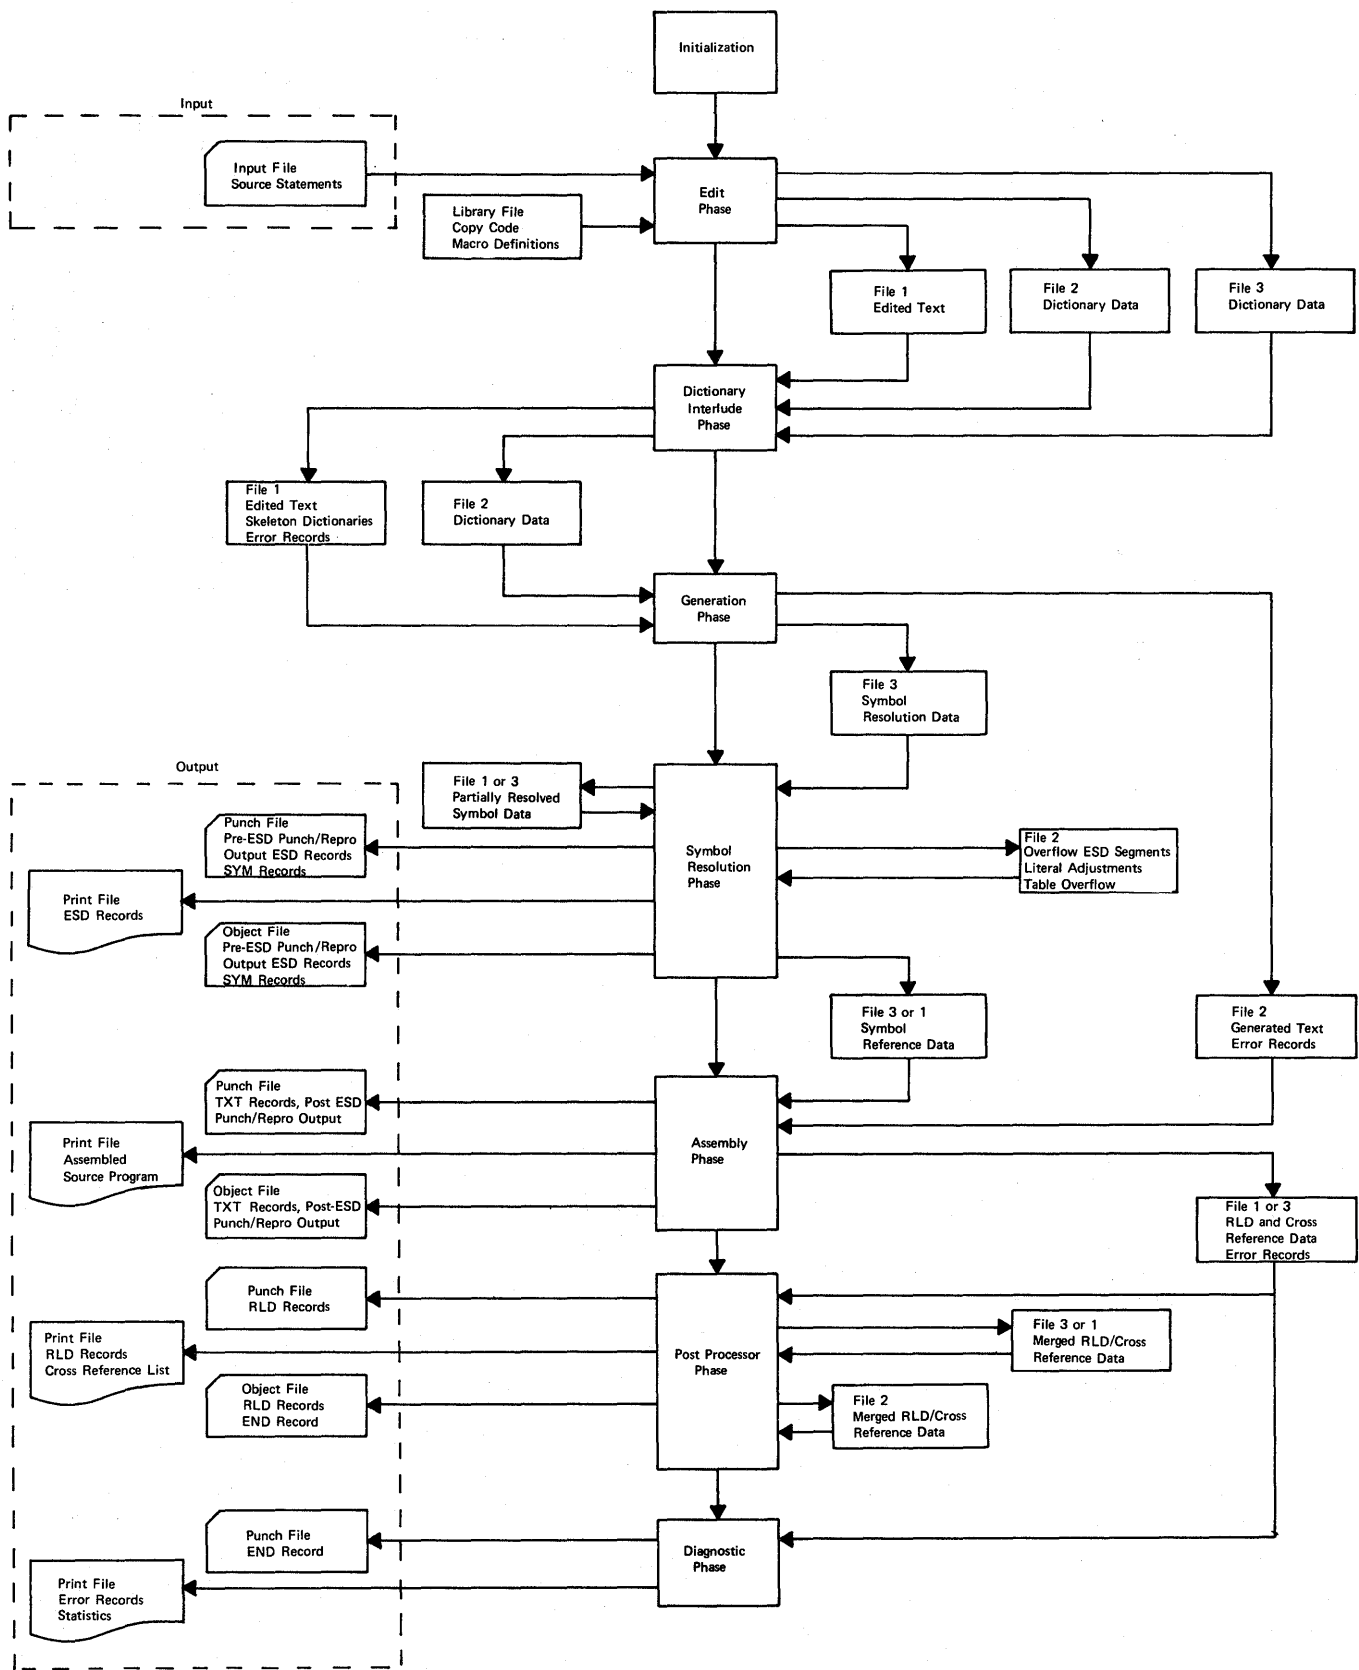 Initialization
Input
Input File
Source Statements
Edit
Phase
Library File
Copy Code
Macro Definitions
File 1
Edited Text
File 2
Dictionary Data
File 3
Dictionary Data
Dictionary
Interlude
Phase
File 1
Edited Text
Skeleton Dictionaries
Error Records
File 2
Dictionary Data
Generation
Phase
File 3
Symbol
Resolution Data
Output
File 1 or 3
Partially Resolved
Symbol Data
Punch File
Pre-ESD Punch/Repro
Output ESD Records
SYM Records
Symbol
Resolution
Phase
File 2
Overflow ESD Segments
Literal Adjustments
Table Overflow
Print File
ESD Records
Object File
Pre-ESD Punch/Repro
Output ESD Records
SYM Records
File 3 or 1
Symbol
Reference Data
File 2
Generated Text
Error Records
Punch File
TXT Records, Post ESD
Punch/Repro Output
Print File
Assembled
Source Program
Assembly
Phase
Object File
TXT Records, Post-ESD
Punch/Repro Output
File 1 or 3
RLD and Cross
Reference Data
Error Records
Punch File
RLD Records
Print File
RLD Records
Cross Reference List
Post Processor
Phase
File 3 or 1
Merged RLD/Cross
Reference Data
Object File
RLD Records
END Record
File 2
Merged RLD/Cross
Reference Data
Punch File
END Record
Diagnostic
Phase
Print File
Error Records
Statistics